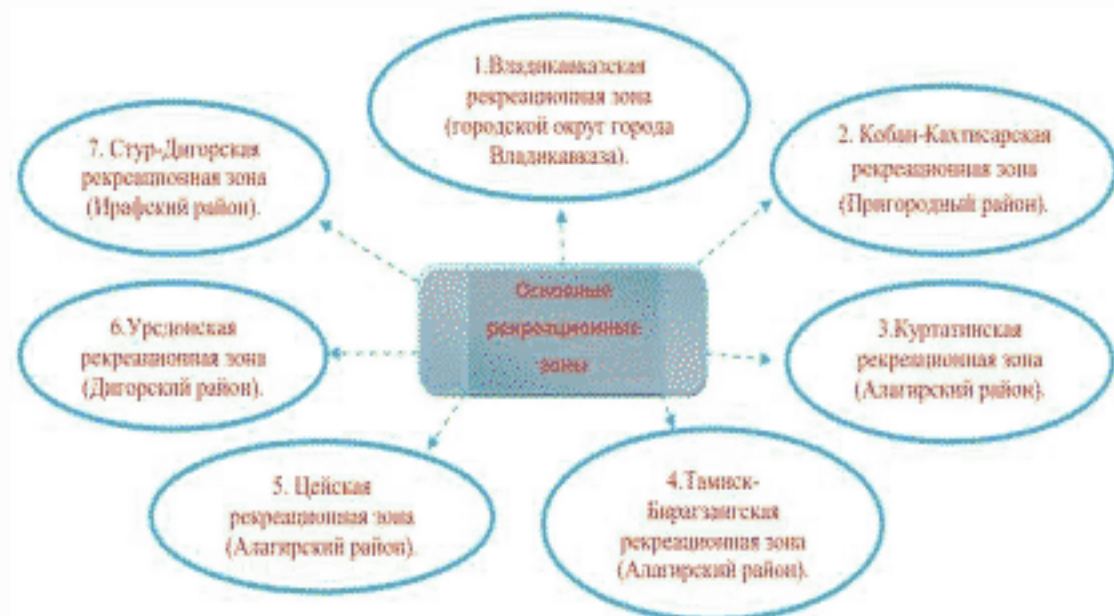 1.Владикавказская
рекреационная зона
(городской округ города
Владикавказа).
2. Кобан-Кахтисарская
рекреационная зона
(Пригородный район).
3.Куртатинская
рекреационная зона
(Алагирский район).
4.Тамиск-
Бирагзангская
рекреационная зона
(Алагирский район).
5. Цейская
рекреационная зона
(Алагирский район).
6.Урсдонская
рекреационная зона
(Дигорский район).
7. Стур-Дигорская
рекреационная зона
(Ирафский район).
Основные
рекреационные
зоны